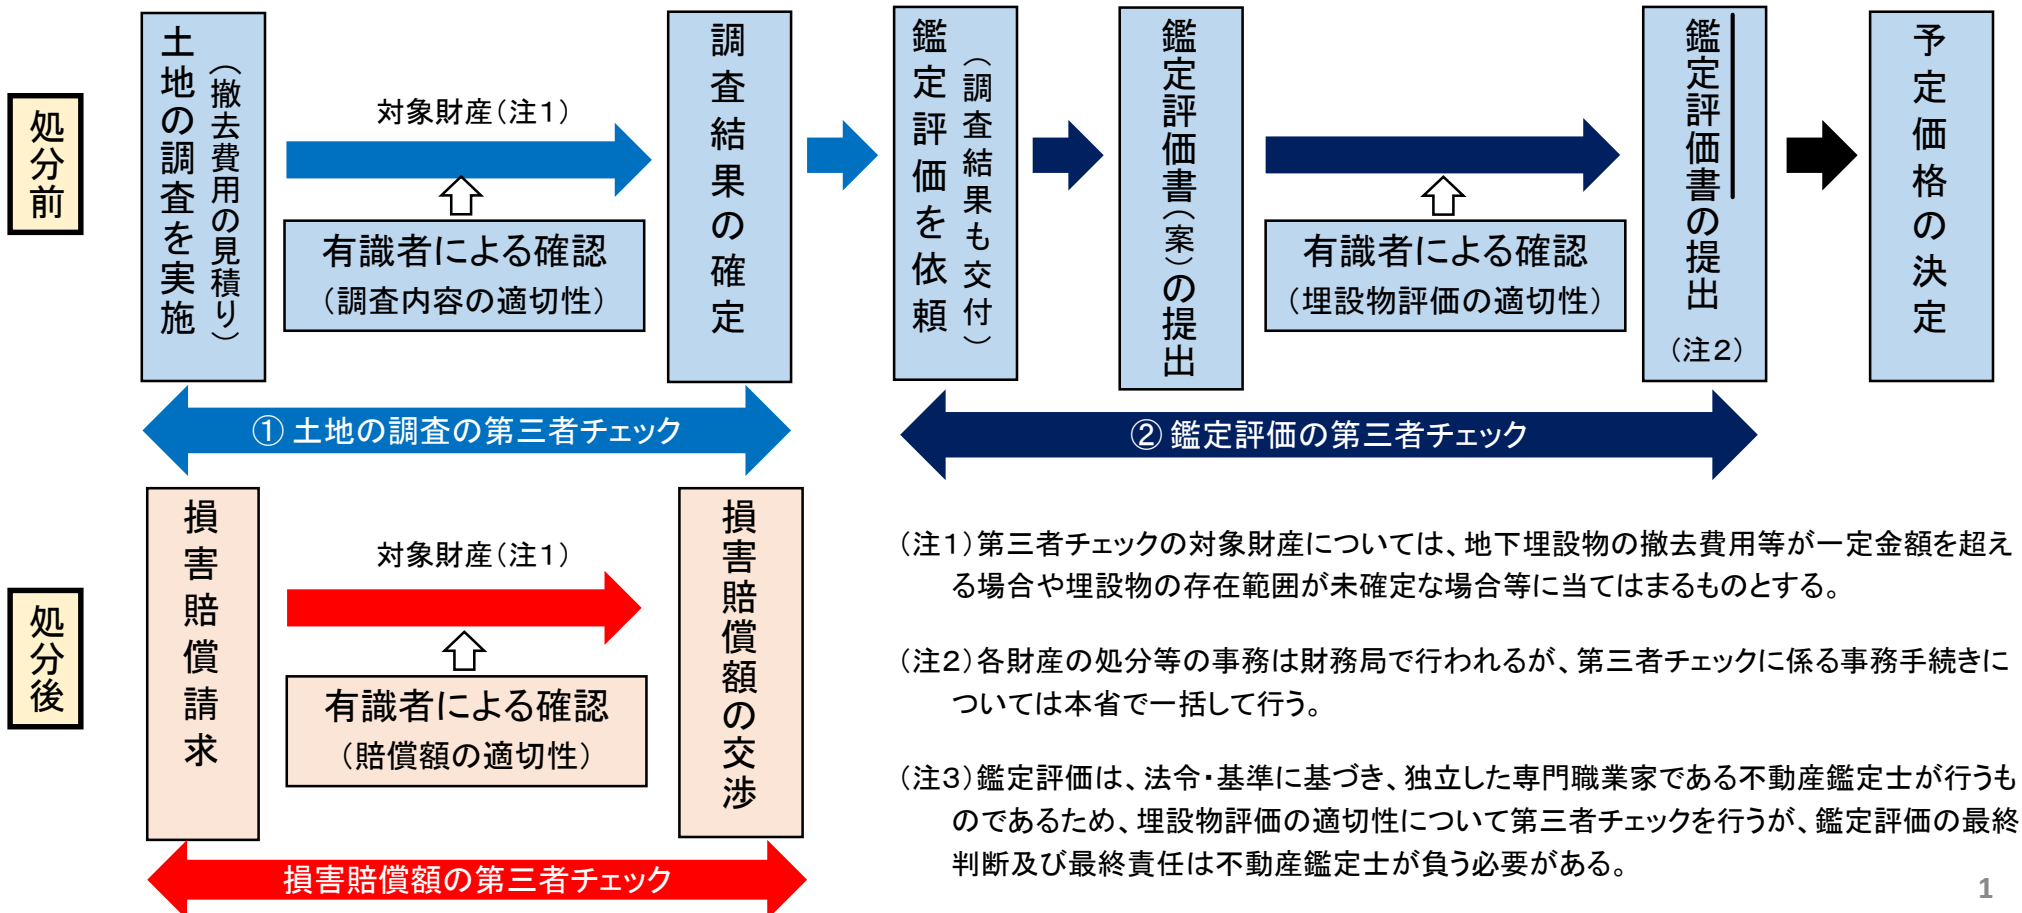 処分前
土地の調査を実施
（撤去費用の見積り）
対象財産（注１）
有識者による確認
（調査内容の適切性）
調査結果の確定
鑑定評価を依頼
（調査結果も交付）
鑑定評価書（案）の提出
有識者による確認
（埋設物評価の適切性）
鑑定評価書の提出
（注２）
予定価格の決定
① 土地の調査の第三者チェック
② 鑑定評価の第三者チェック
処分後
損害賠償請求
対象財産（注１）
有識者による確認
（賠償額の適切性）
損害賠償額の交渉
損害賠償額の第三者チェック
（注１）第三者チェックの対象財産については、地下埋設物の撤去費用等が一定金額を超え
る場合や埋設物の存在範囲が未確定な場合等に当てはまるものとする。
（注２）各財産の処分等の事務は財務局で行われるが、第三者チェックに係る事務手続きに
ついては本省で一括して行う。
（注３）鑑定評価は、法令・基準に基づき、独立した専門職業家である不動産鑑定士が行うも
のであるため、埋設物評価の適切性について第三者チェックを行うが、鑑定評価の最終
判断及び最終責任は不動産鑑定士が負う必要がある。
1